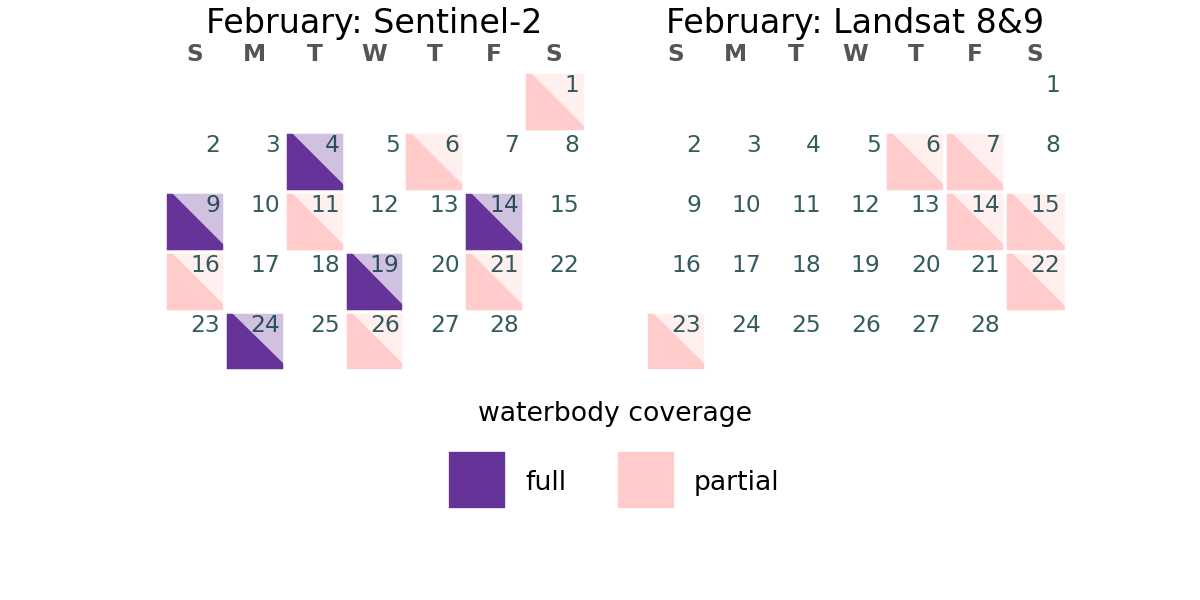 February: Sentinel-2
S M T W T F S
1
2 3 4 5 6 7 8
9 10 11 12 13 14 15
16 17 18 19 20 21 22
23 24 25 26 27 28
February: Landsat 8&9
S M T W T F S
1
2 3 4 5 6 7 8
9 10 11 12 13 14 15
16 17 18 19 20 21 22
23 24 25 26 27 28
waterbody coverage
full
partial